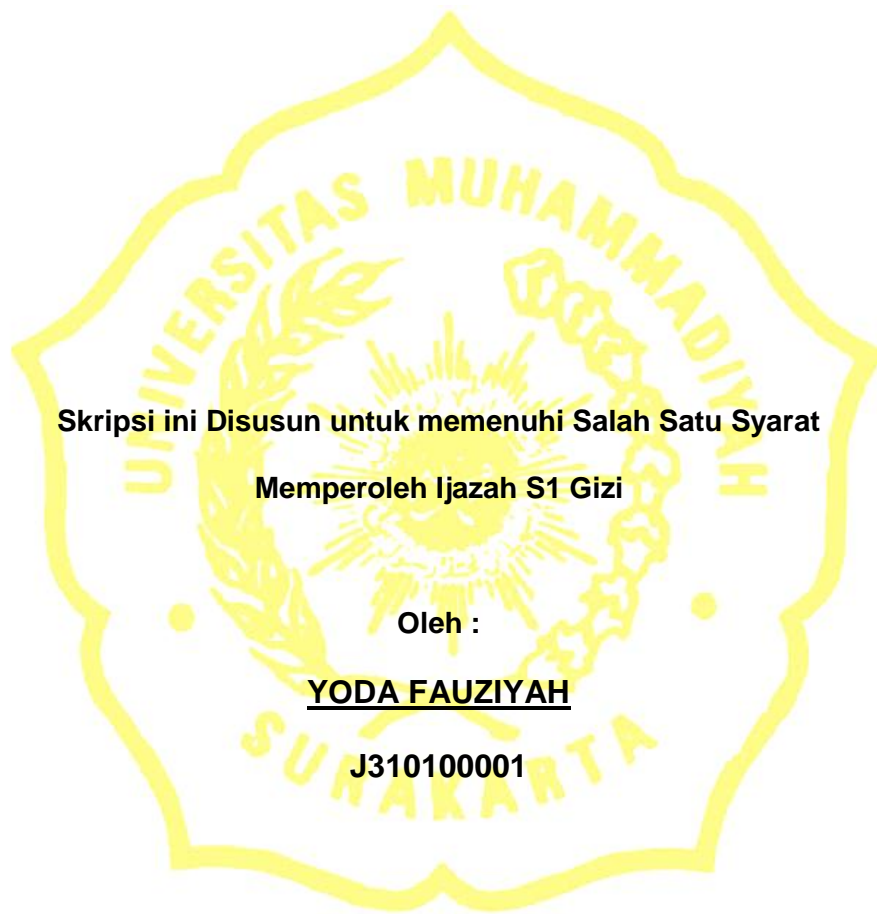 UNIVERSITAS MUHAMMADIYAH
Skripsi ini Disusun untuk memenuhi Salah Satu Syarat
Memperoleh Ijazah S1 Gizi
Oleh :
YODA FAUZIYAH
J310100001
SURAKARTA